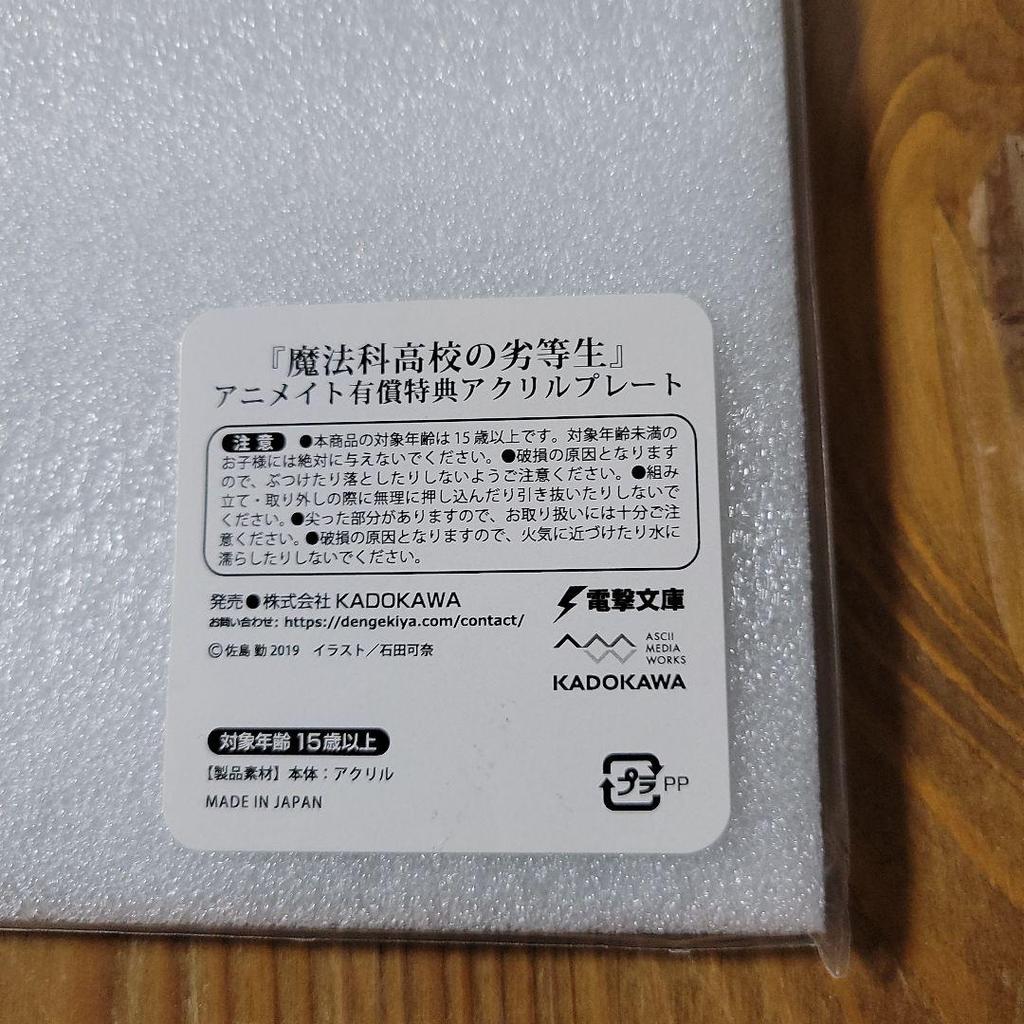 『魔法科高校の劣等生』
アニメイト有償特典アクリルプレート
注意 ●本商品の対象年齢は15歳以上です。対象年齢未満の
お子様には絶対に与えないでください。●破損の原因となります
ので、ぶつけたり落としたりしないようご注意ください。●組み
立て・取り外しの際に無理に押し込んだり引き抜いたりしないで
ください。●尖った部分がありますので、お取り扱いには十分ご注
意ください。●破損の原因となりますので、火気に近づけたり水に
濡らしたりしないでください。
発売●株式会社KADOKAWA
お問い合わせ: https://dengekiya.com/contact/
©佐島 勤 2019 イラスト／石田可奈
電撃文庫
ASCII
MEDIA
WORKS
KADOKAWA
対象年齢 15歳以上
【製品素材】本体：アクリル
MADE IN JAPAN
プラ PP